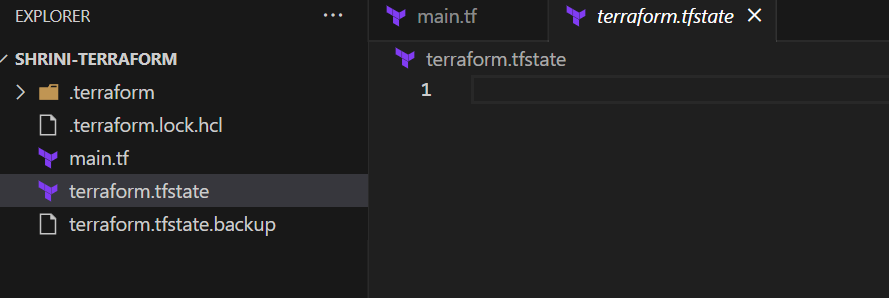 EXPLORER ...
SHRINI-TERRAFORM
.terraform
.terraform.lock.hcl
main.tf
terraform.tfstate
terraform.tfstate.backup
main.tf terraform.tfstate
terraform.tfstate
1